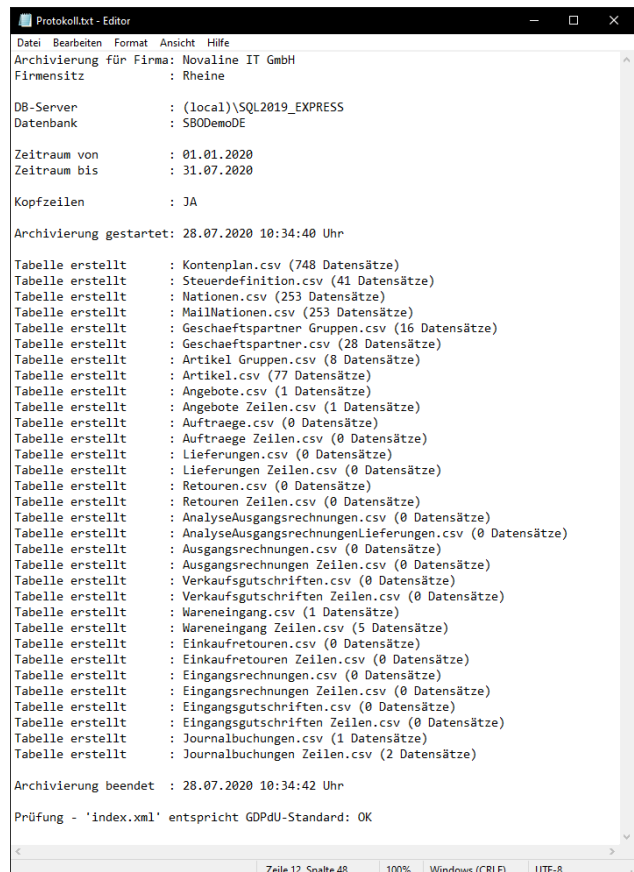 Protokoll.txt - Editor
Datei Bearbeiten Format Ansicht Hilfe
Archivierung für Firma: Novaline IT GmbH
Firmensitz : Rheine
DB-Server : (local)\SQL2019_EXPRESS
Datenbank : SBODemoDE
Zeitraum von : 01.01.2020
Zeitraum bis : 31.07.2020
Kopfzeilen : JA
Archivierung gestartet: 28.07.2020 10:34:40 Uhr
Tabelle erstellt : Kontenplan.csv (748 Datensätze)
Tabelle erstellt : Steuerdefinition.csv (41 Datensätze)
Tabelle erstellt : Nationen.csv (253 Datensätze)
Tabelle erstellt : MailNationen.csv (253 Datensätze)
Tabelle erstellt : Geschaeftspartner Gruppen.csv (16 Datensätze)
Tabelle erstellt : Geschaeftspartner.csv (28 Datensätze)
Tabelle erstellt : Artikel Gruppen.csv (8 Datensätze)
Tabelle erstellt : Artikel.csv (77 Datensätze)
Tabelle erstellt : Angebote.csv (1 Datensätze)
Tabelle erstellt : Angebote Zeilen.csv (1 Datensätze)
Tabelle erstellt : Auftraege.csv (0 Datensätze)
Tabelle erstellt : Auftraege Zeilen.csv (0 Datensätze)
Tabelle erstellt : Lieferungen.csv (0 Datensätze)
Tabelle erstellt : Lieferungen Zeilen.csv (0 Datensätze)
Tabelle erstellt : Retouren.csv (0 Datensätze)
Tabelle erstellt : Retouren Zeilen.csv (0 Datensätze)
Tabelle erstellt : AnalyseAusgangsrechnungen.csv (0 Datensätze)
Tabelle erstellt : AnalyseAusgangsrechnungenLieferungen.csv (0 Datensätze)
Tabelle erstellt : Ausgangsrechnungen.csv (0 Datensätze)
Tabelle erstellt : Ausgangsrechnungen Zeilen.csv (0 Datensätze)
Tabelle erstellt : Verkaufsgutschriften.csv (0 Datensätze)
Tabelle erstellt : Verkaufsgutschriften Zeilen.csv (0 Datensätze)
Tabelle erstellt : Wareneingang.csv (1 Datensätze)
Tabelle erstellt : Wareneingang Zeilen.csv (5 Datensätze)
Tabelle erstellt : Einkaufretouren.csv (0 Datensätze)
Tabelle erstellt : Einkaufretouren Zeilen.csv (0 Datensätze)
Tabelle erstellt : Eingangsrechnungen.csv (0 Datensätze)
Tabelle erstellt : Eingangsrechnungen Zeilen.csv (0 Datensätze)
Tabelle erstellt : Eingangsgutschriften.csv (0 Datensätze)
Tabelle erstellt : Eingangsgutschriften Zeilen.csv (0 Datensätze)
Tabelle erstellt : Journalbuchungen.csv (1 Datensätze)
Tabelle erstellt : Journalbuchungen Zeilen.csv (2 Datensätze)
Archivierung beendet : 28.07.2020 10:34:42 Uhr
Prüfung - 'index.xml' entspricht GDPdU-Standard: OK
Zeile 12, Spalte 48 100% Windows (CRLF) UTF-8